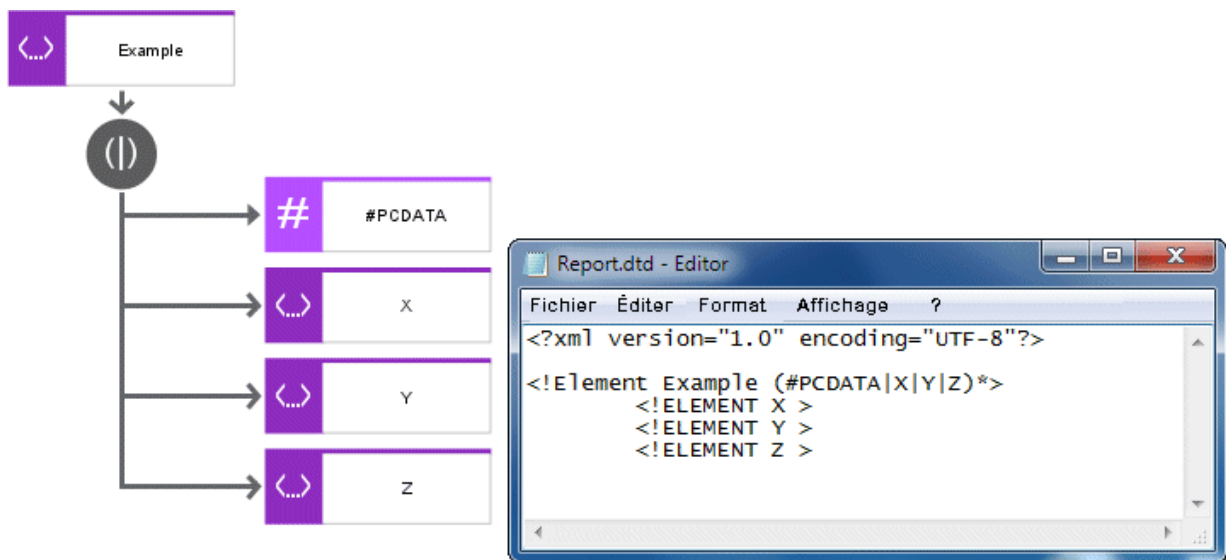 <...> Example
(|)
# #PCDATA
<...> X
<...> Y
<...> Z
Report.dtd - Editor
Fichier Éditer Format Affichage ?
<?xml version="1.0" encoding="UTF-8"?>
<!Element Example (#PCDATA|X|Y|Z)*>
<!ELEMENT X >
<!ELEMENT Y >
<!ELEMENT Z >